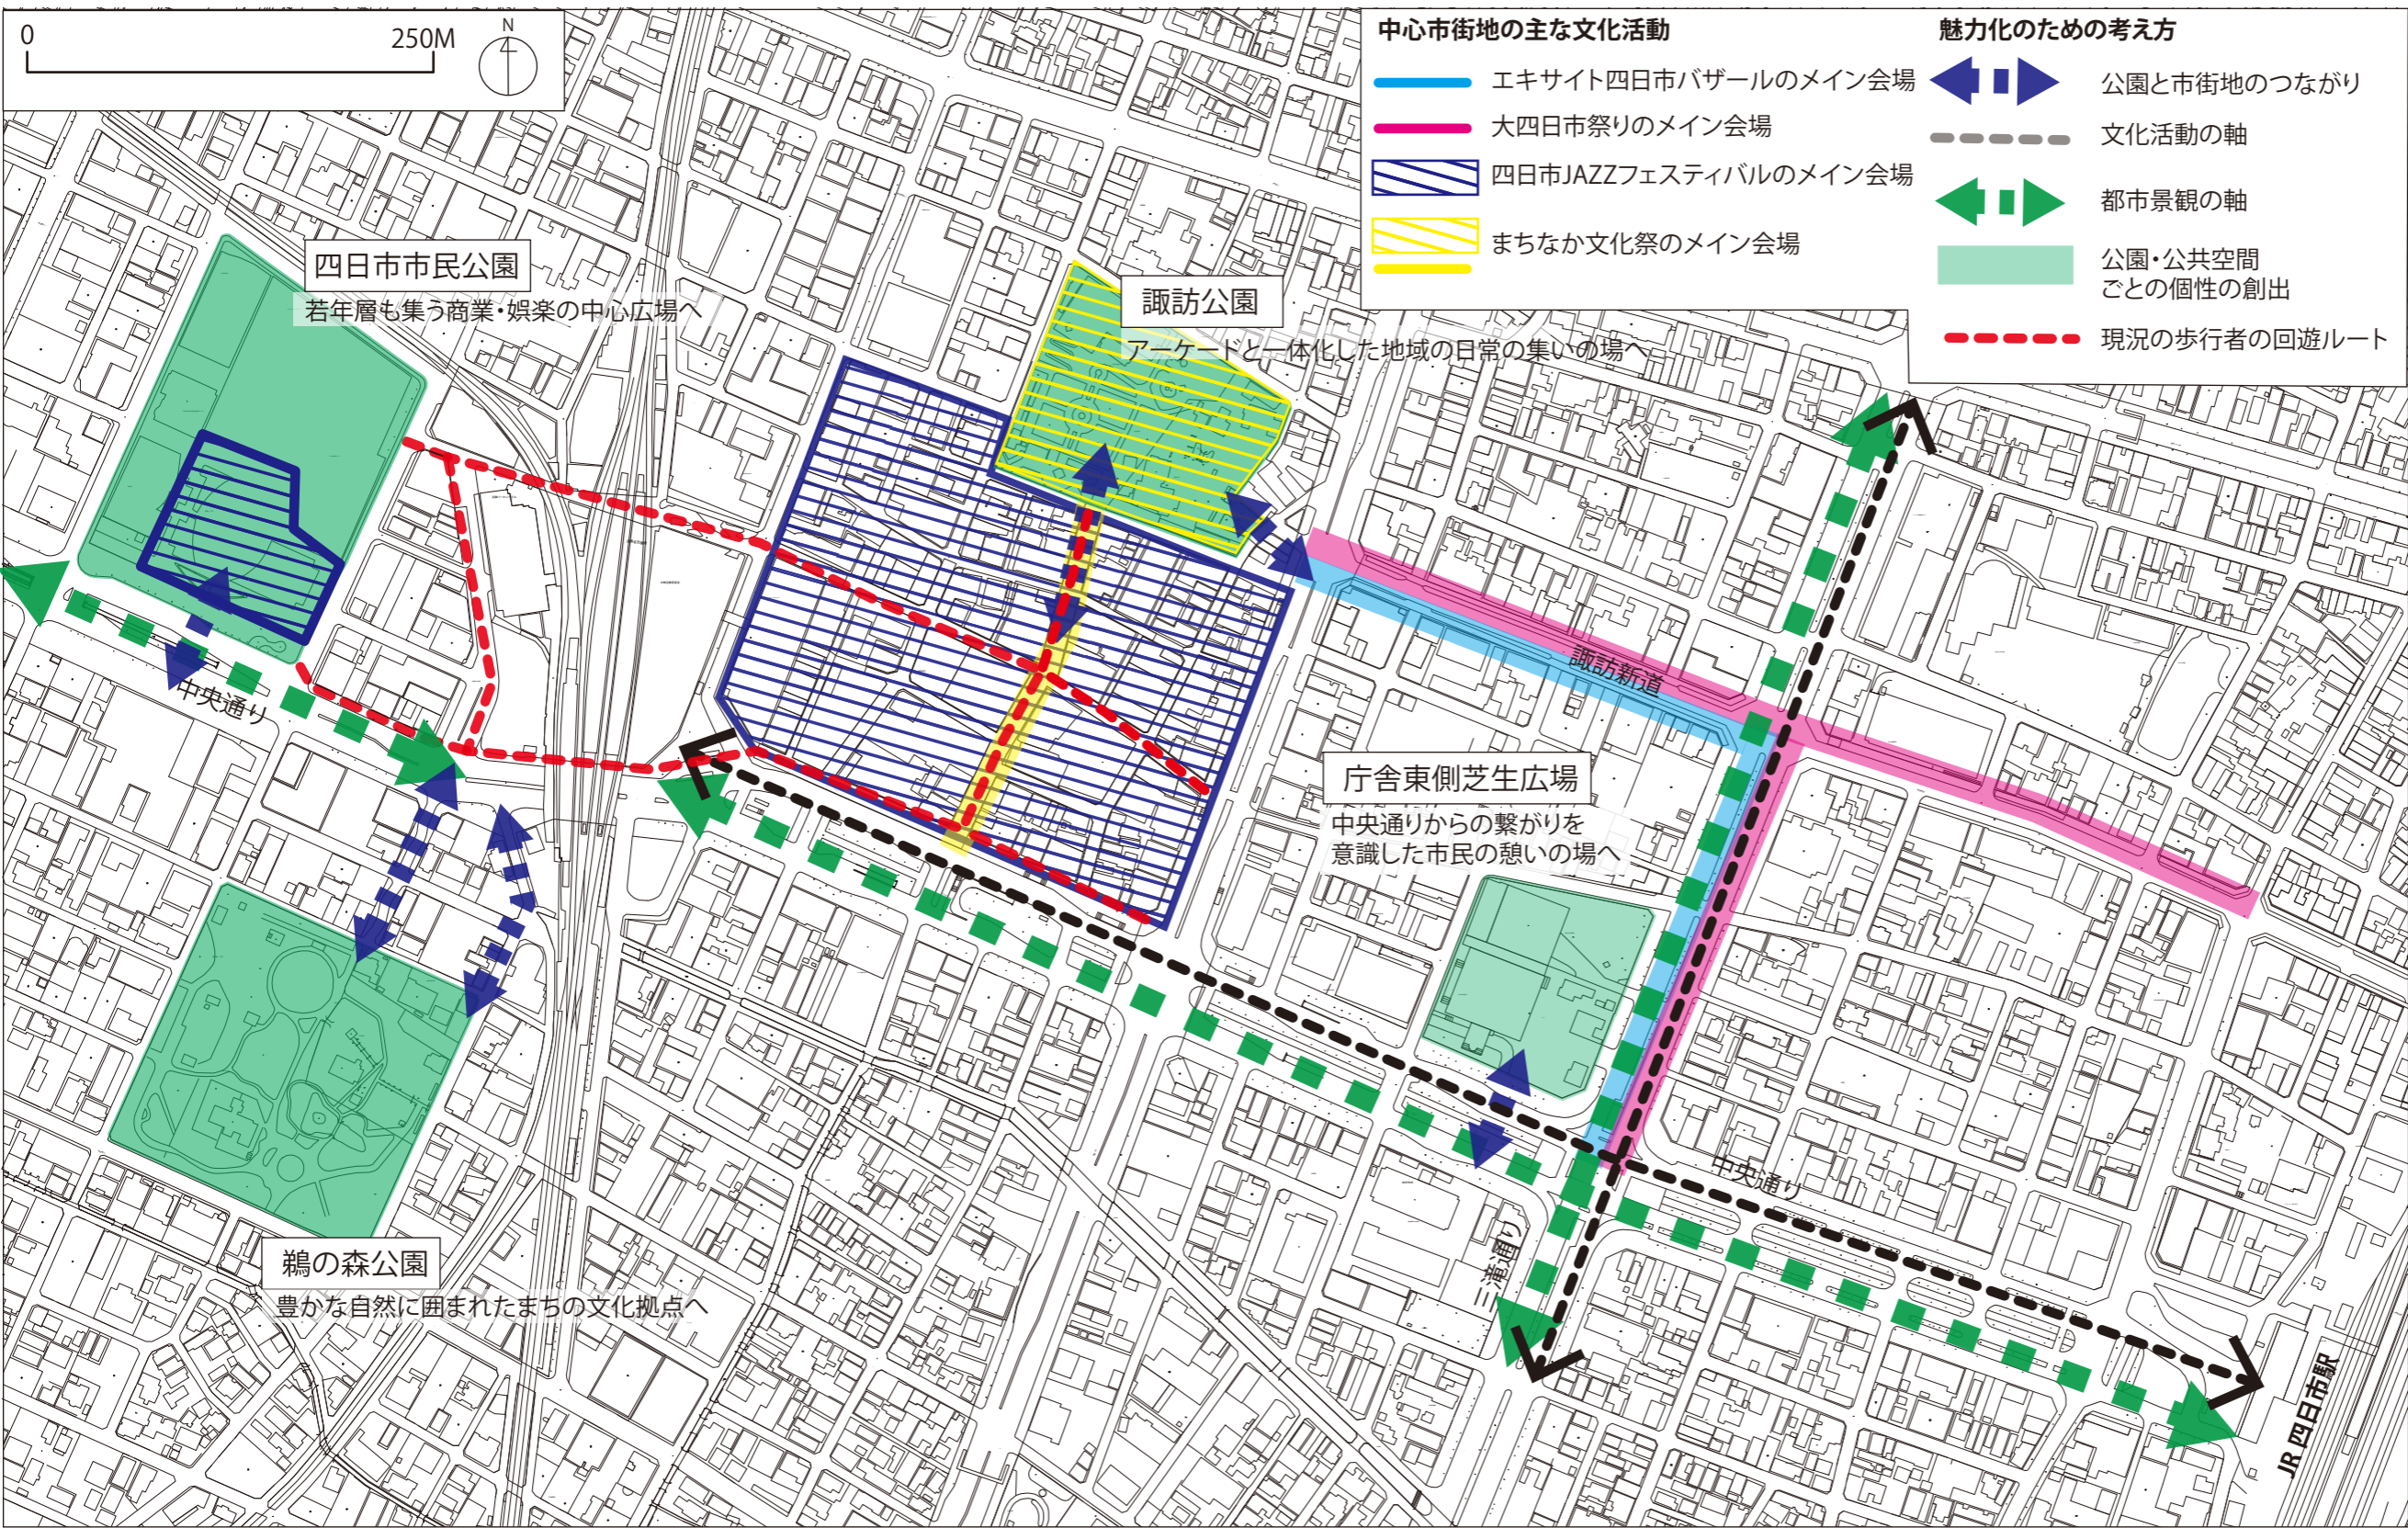 0
250M
N
中心市街地の主な文化活動
エキサイト四日市バザールのメイン会場
大四日市祭りのメイン会場
四日市JAZZフェスティバルのメイン会場
まちなか文化祭のメイン会場
魅力化のための考え方
公園と市街地のつながり
文化活動の軸
都市景観の軸
公園・公共空間
ごとの個性の創出
現況の歩行者の回遊ルート
四日市市民公園
若年層も集う商業・娯楽の中心広場へ
諏訪公園
アーケードと一体化した地域の日常の集いの場へ
諏訪新道
中央通り
庁舎東側芝生広場
中央通りからの繋がりを
意識した市民の憩いの場へ
中央通り
三滝通り
鵜の森公園
豊かな自然に囲まれたまちの文化拠点へ
JR 四日市駅